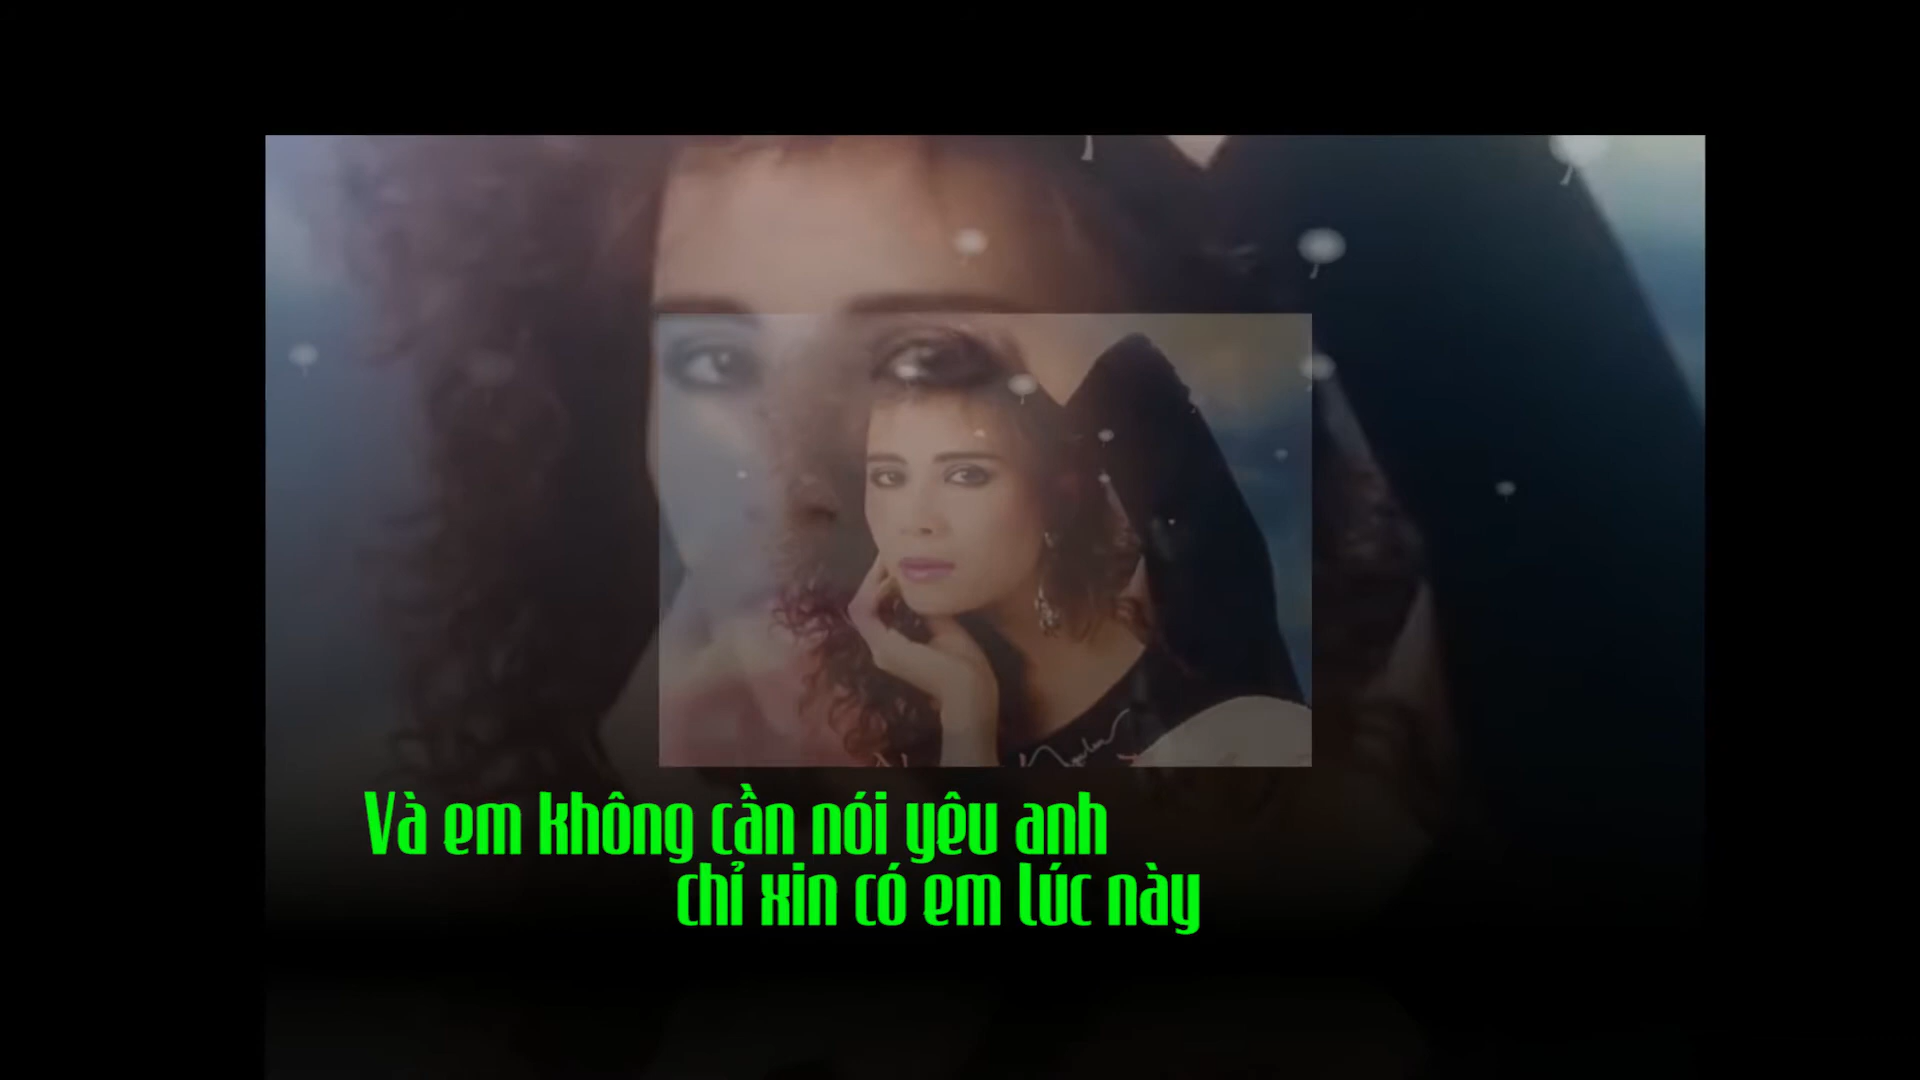 Và em không cần nói yêu anh
chỉ xin có em lúc này